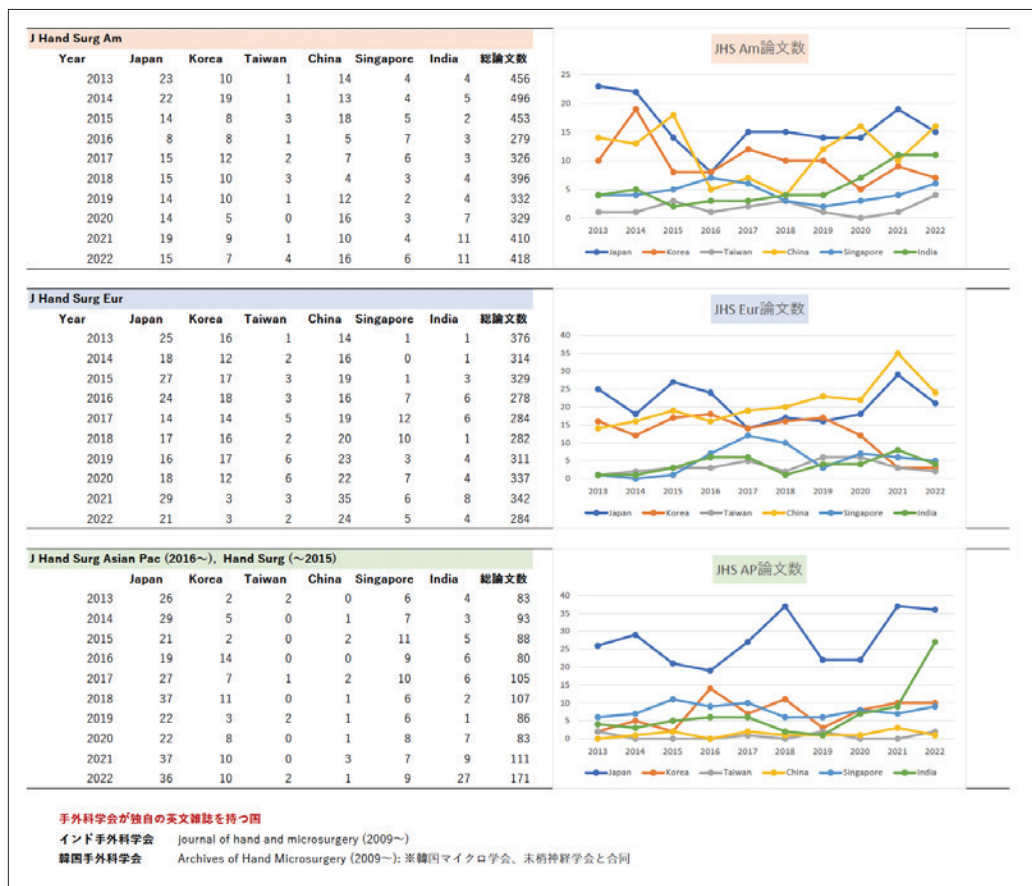 J Hand Surg Am
Year Japan Korea Taiwan China Singapore India 総論文数
2013 23 10 1 14 4 4 456
2014 22 19 1 13 4 5 496
2015 14 8 3 18 5 2 453
2016 8 8 1 5 7 3 279
2017 15 12 2 7 6 3 326
2018 15 10 3 4 3 4 396
2019 14 10 1 12 2 4 332
2020 14 5 0 16 3 7 329
2021 19 9 1 10 4 11 410
2022 15 7 4 16 6 11 418
JHS Am論文数
25
20
15
10
5
0
2013 2014 2015 2016 2017 2018 2019 2020 2021 2022
Japan Korea Taiwan China Singapore India
J Hand Surg Eur
Year Japan Korea Taiwan China Singapore India 総論文数
2013 25 16 1 14 1 1 376
2014 18 12 2 16 0 1 314
2015 27 17 3 19 1 3 329
2016 24 18 3 16 7 6 278
2017 14 14 5 19 12 6 284
2018 17 16 2 20 10 1 282
2019 16 17 6 23 3 4 311
2020 18 12 6 22 7 4 337
2021 29 3 3 35 6 8 342
2022 21 3 2 24 5 4 284
JHS Eur論文数
40
35
30
25
20
15
10
5
0
2013 2014 2015 2016 2017 2018 2019 2020 2021 2022
Japan Korea Taiwan China Singapore India
J Hand Surg Asian Pac (2016～), Hand Surg (～2015)
Japan Korea Taiwan China Singapore India 総論文数
2013 26 2 2 0 6 4 83
2014 29 5 0 1 7 3 93
2015 21 2 0 2 11 5 88
2016 19 14 0 0 9 6 80
2017 27 7 1 2 10 6 105
2018 37 11 0 1 6 2 107
2019 22 3 2 1 6 1 86
2020 22 8 0 1 8 7 83
2021 37 10 0 3 7 9 111
2022 36 10 2 1 9 27 171
JHS AP論文数
40
35
30
25
20
15
10
5
0
2013 2014 2015 2016 2017 2018 2019 2020 2021 2022
Japan Korea Taiwan China Singapore India
手外科学会が独自の英文雑誌を持つ国
インド手外科学会 journal of hand and microsurgery (2009～)
韓国手外科学会 Archives of Hand Microsurgery (2009～): ※韓国マイクロ学会、末梢神経学会と合同